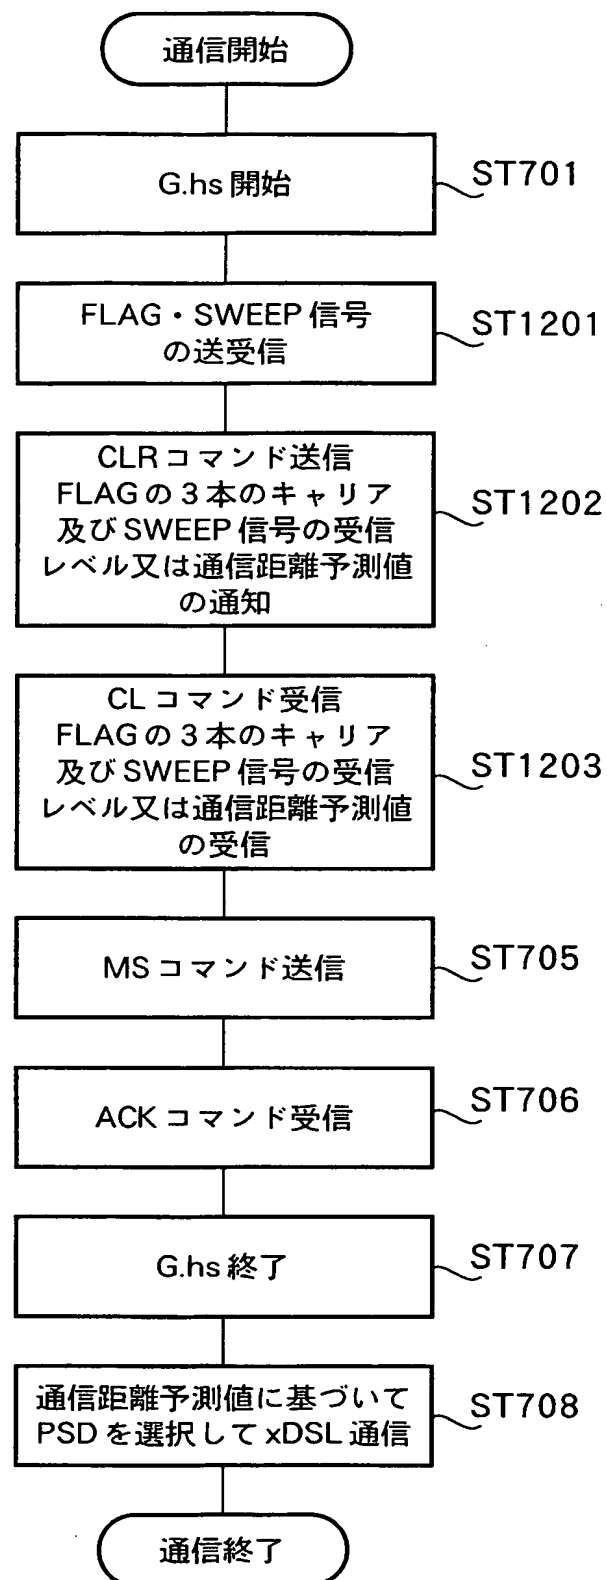 通信開始
G.hs 開始
ST701
FLAG・SWEEP 信号
の送受信
ST1201
CLR コマンド送信
FLAG の 3 本のキャリア
及び SWEEP 信号の受信
レベル又は通信距離予測値
の通知
ST1202
CL コマンド受信
FLAG の 3 本のキャリア
及び SWEEP 信号の受信
レベル又は通信距離予測値
の受信
ST1203
MS コマンド送信
ST705
ACK コマンド受信
ST706
G.hs 終了
ST707
通信距離予測値に基づいて
PSD を選択して xDSL 通信
ST708
通信終了